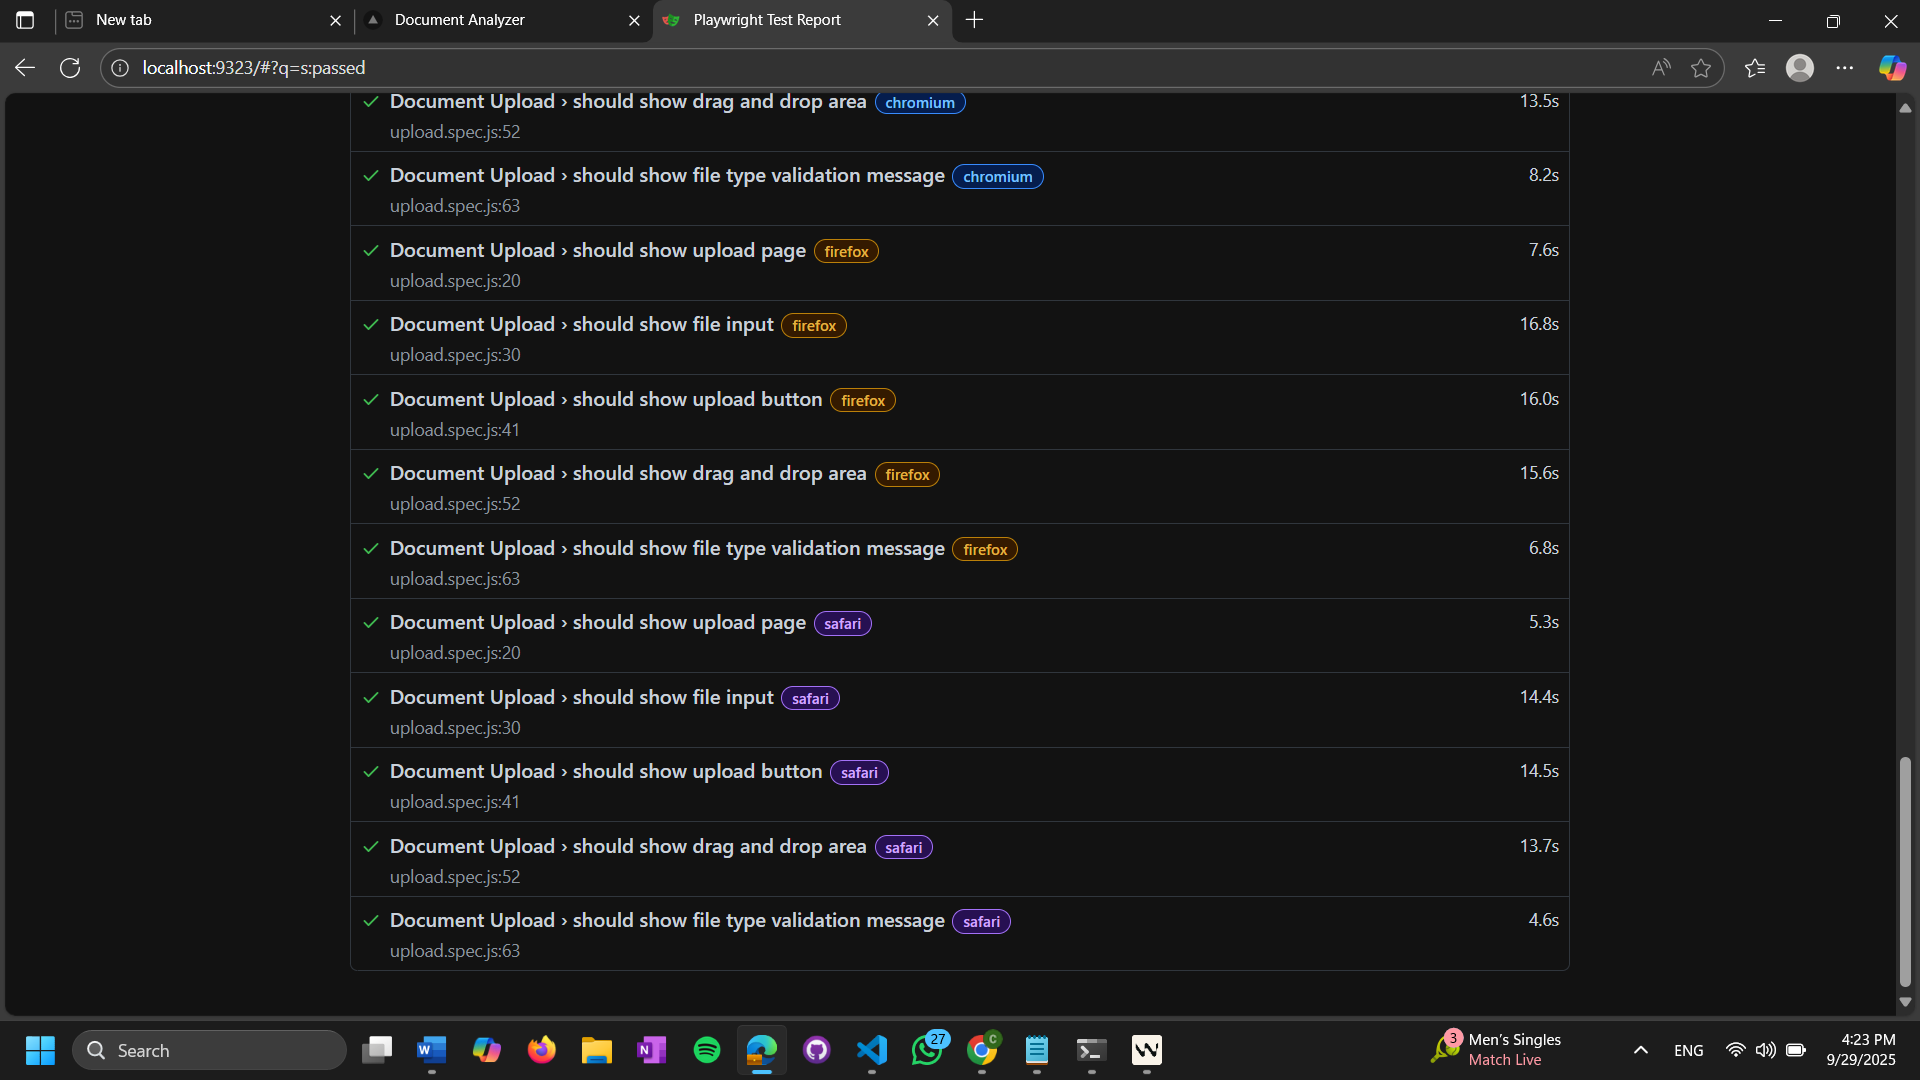 New tab
Document Analyzer
Playwright Test Report
localhost:9323/#?q=s:passed
Document Upload › should show drag and drop area chromium 13.5s
upload.spec.js:52
Document Upload › should show file type validation message chromium 8.2s
upload.spec.js:63
Document Upload › should show upload page firefox 7.6s
upload.spec.js:20
Document Upload › should show file input firefox 16.8s
upload.spec.js:30
Document Upload › should show upload button firefox 16.0s
upload.spec.js:41
Document Upload › should show drag and drop area firefox 15.6s
upload.spec.js:52
Document Upload › should show file type validation message firefox 6.8s
upload.spec.js:63
Document Upload › should show upload page safari 5.3s
upload.spec.js:20
Document Upload › should show file input safari 14.4s
upload.spec.js:30
Document Upload › should show upload button safari 14.5s
upload.spec.js:41
Document Upload › should show drag and drop area safari 13.7s
upload.spec.js:52
Document Upload › should show file type validation message safari 4.6s
upload.spec.js:63
Search
27
3
Men's Singles
Match Live
ENG
4:23 PM
9/29/2025